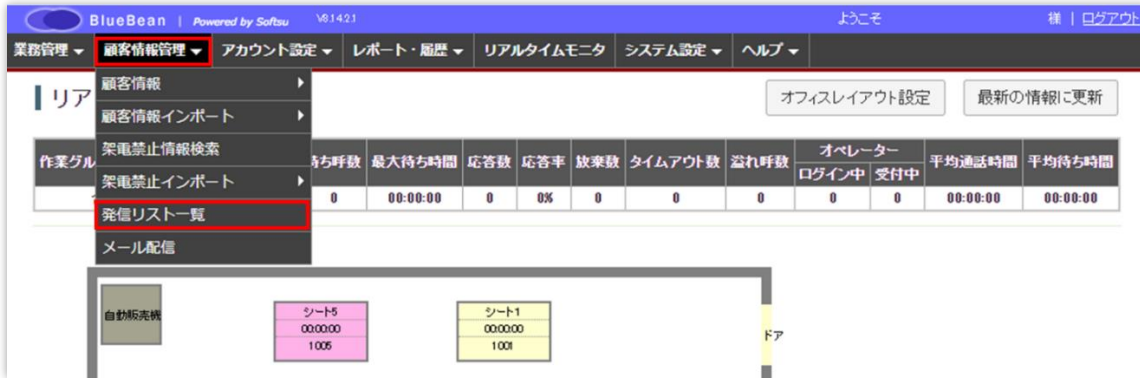 BlueBean | Powered by Softsu V8.14.2.1 ようこそ 様 | ログアウト
業務管理 ▼ 顧客情報管理 ▼ アカウント設定 ▼ レポート・履歴 ▼ リアルタイムモニタ システム設定 ▼ ヘルプ ▼
顧客情報
リア オフィスレイアウト設定 最新の情報に更新
顧客情報インポート
架電禁止情報検索
作業グル 待ち呼数 最大待ち時間 応答数 応答率 放棄数 タイムアウト数 溢れ呼数 オペレーター 平均通話時間 平均待ち時間
ログイン中 受付中
架電禁止インポート
0 00:00:00 0 0% 0 0 0 0 0 00:00:00 00:00:00
発信リスト一覧
メール配信
自動販売機
シート5
00:00:00
1005
シート1
00:00:00
1001
ドア